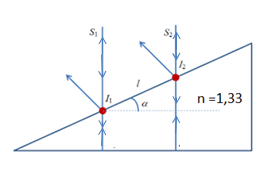 S₁
S₂
I₂
l
I₁
α
n =1,33